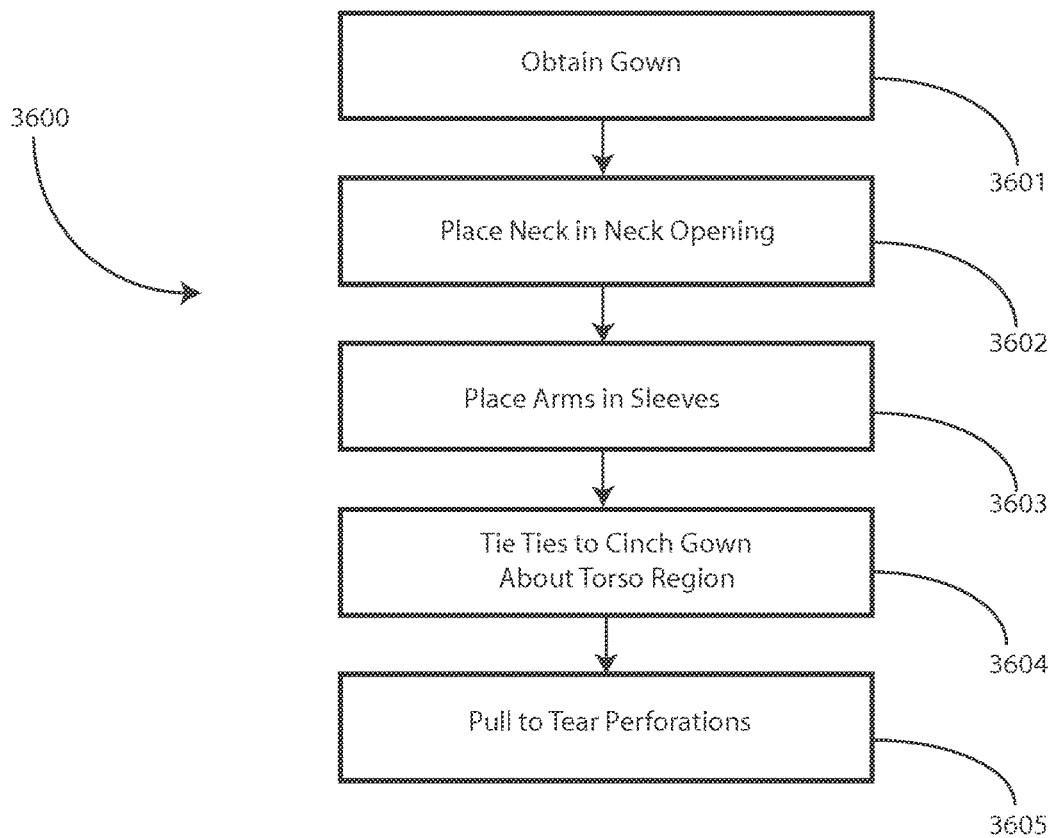 Obtain Gown
3600
3601
Place Neck in Neck Opening
3602
Place Arms in Sleeves
3603
Tie Ties to Cinch Gown
About Torso Region
3604
Pull to Tear Perforations
3605